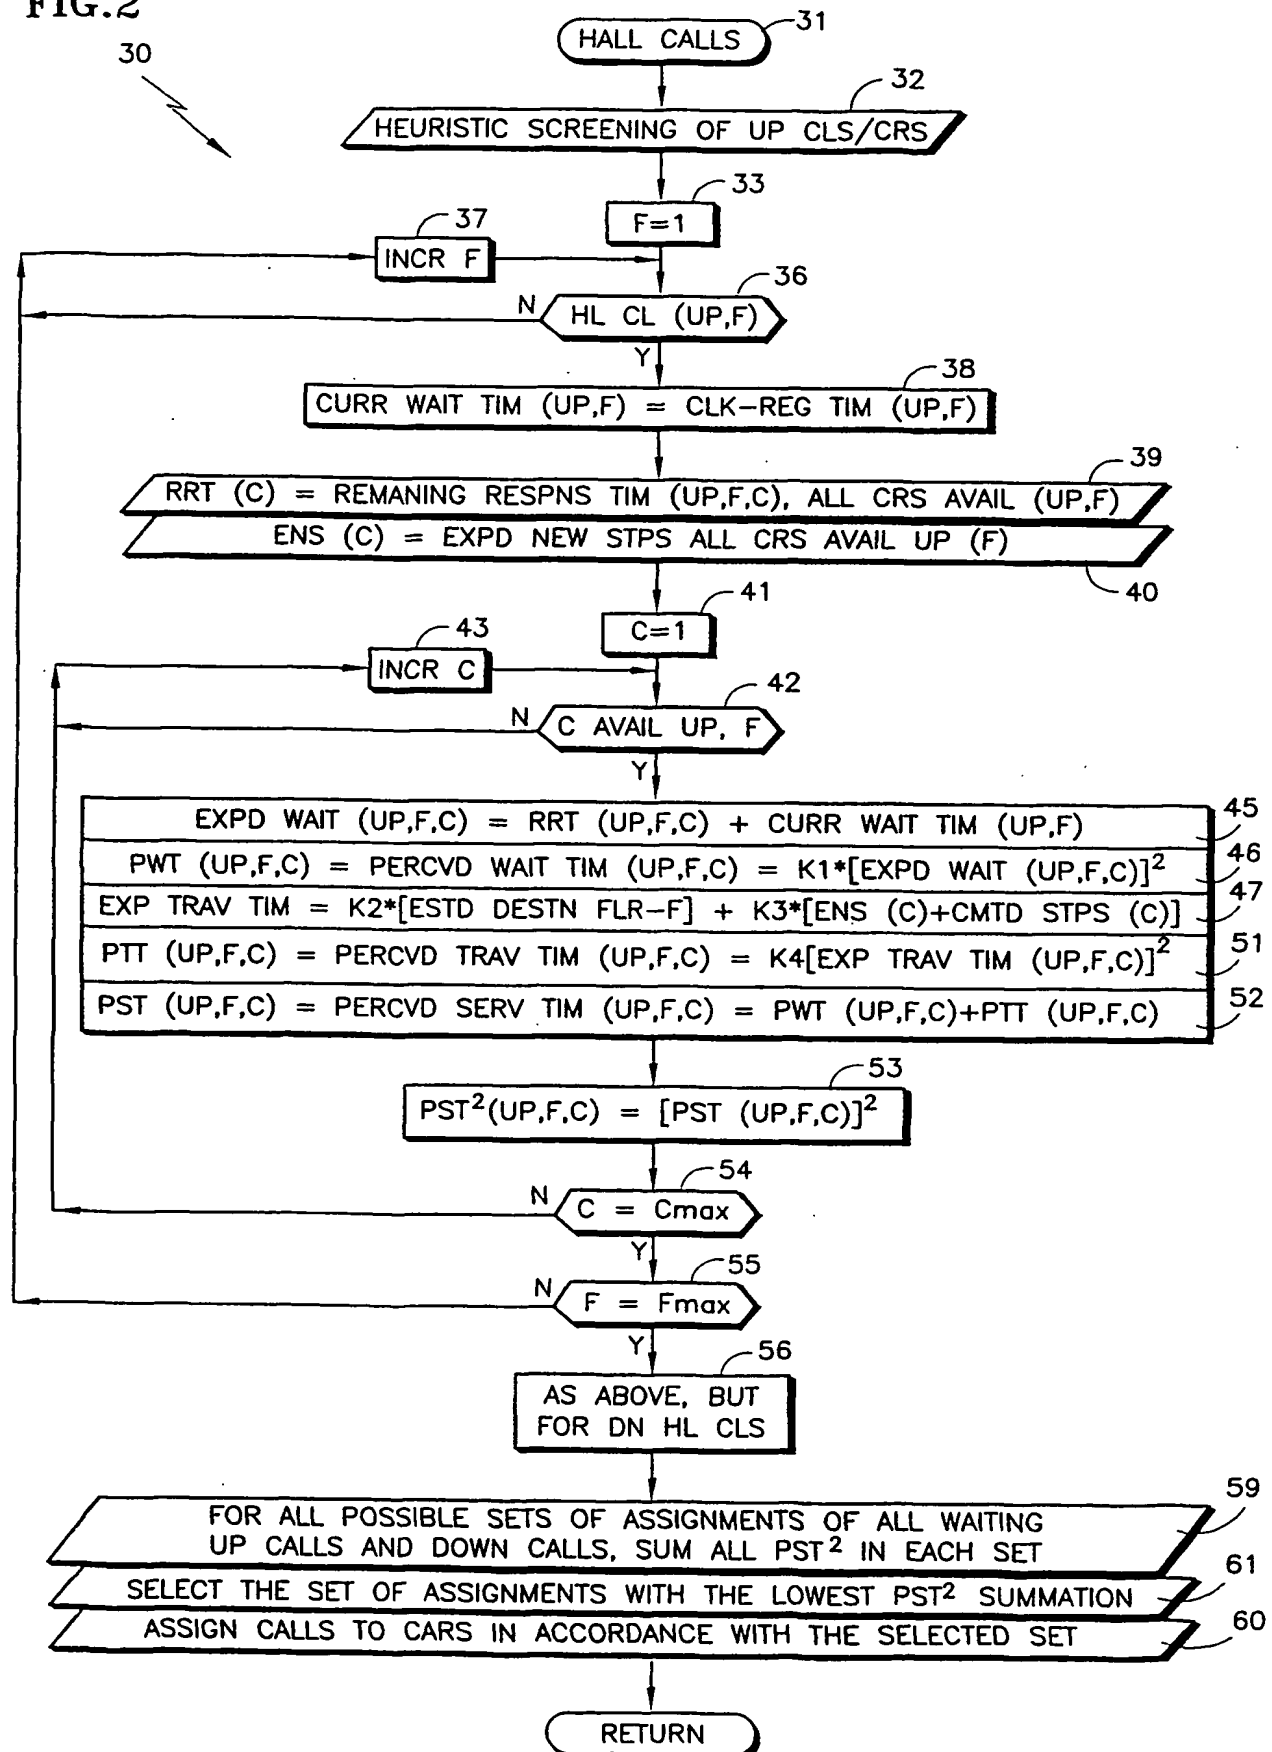 FIG.2
30
HALL CALLS
31
32
HEURISTIC SCREENING OF UP CLS/CRS
33
F=1
37
INCR F
36
N
HL CL (UP,F)
Y
38
CURR WAIT TIM (UP,F) = CLK-REG TIM (UP,F)
39
RRT (C) = REMANING RESPNS TIM (UP,F,C), ALL CRS AVAIL (UP,F)
ENS (C) = EXPD NEW STPS ALL CRS AVAIL UP (F)
40
41
C=1
43
INCR C
42
N
C AVAIL UP, F
Y
EXPD WAIT (UP,F,C) = RRT (UP,F,C) + CURR WAIT TIM (UP,F)
45
PWT (UP,F,C) = PERCVD WAIT TIM (UP,F,C) = K1*[EXPD WAIT (UP,F,C)]²
46
EXP TRAV TIM = K2*[ESTD DESTN FLR-F] + K3*[ENS (C)+CMTD STPS (C)]
47
PTT (UP,F,C) = PERCVD TRAV TIM (UP,F,C) = K4[EXP TRAV TIM (UP,F,C)]²
51
PST (UP,F,C) = PERCVD SERV TIM (UP,F,C) = PWT (UP,F,C)+PTT (UP,F,C)
52
53
PST²(UP,F,C) = [PST (UP,F,C)]²
54
N
C = Cmax
Y
55
N
F = Fmax
Y
56
AS ABOVE, BUT
FOR DN HL CLS
59
FOR ALL POSSIBLE SETS OF ASSIGNMENTS OF ALL WAITING
UP CALLS AND DOWN CALLS, SUM ALL PST² IN EACH SET
61
SELECT THE SET OF ASSIGNMENTS WITH THE LOWEST PST² SUMMATION
ASSIGN CALLS TO CARS IN ACCORDANCE WITH THE SELECTED SET
60
RETURN